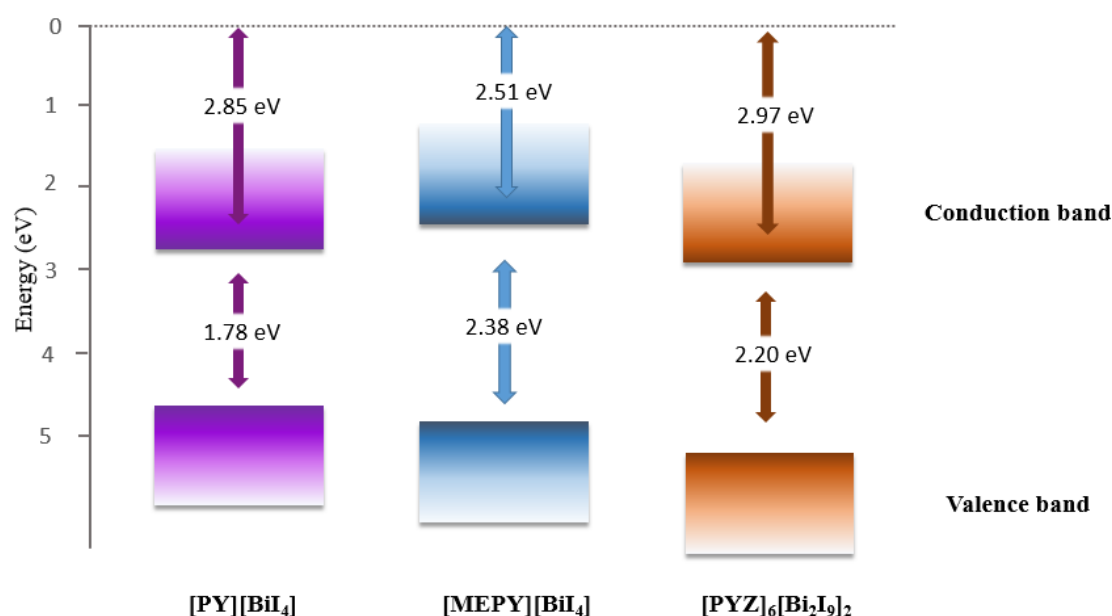 0
1
2
3
4
5
Energy (eV)
2.85 eV
2.51 eV
2.97 eV
1.78 eV
2.38 eV
2.20 eV
Conduction band
Valence band
[PY][BiI₄]
[MEPY][BiI₄]
[PYZ]₆[Bi₂I₉]₂